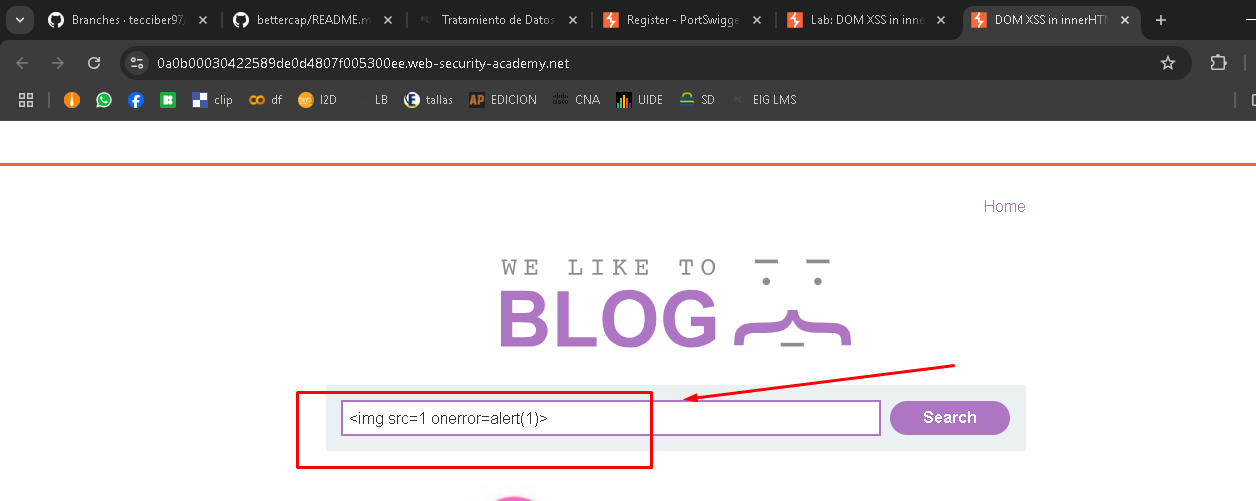 Branches · tecciber97/
bettercap/README.m
Tratamiento de Datos
Register - PortSwigge
Lab: DOM XSS in inne
DOM XSS in innerHTM
0a0b00030422589de0d4807f005300ee.web-security-academy.net
clip
df
I2D
LB
tallas
AP EDICION
CNA
UIDE
SD
EIG LMS
Home
WE LIKE TO
BLOG
<img src=1 onerror=alert(1)>
Search